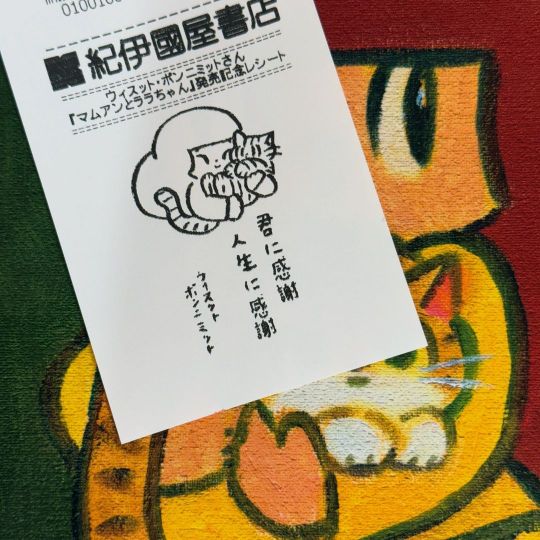 紀伊國屋書店
ウィスット・ポンニミットさん
『マムアンとララちゃん』発売記念レシート
君に感謝
人生に感謝
ウィスット
ポンニミット